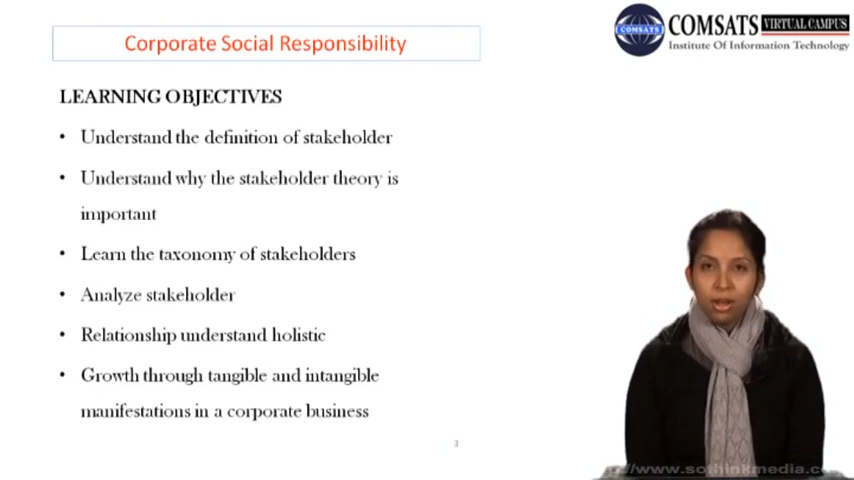 Corporate Social Responsibility
COMSATS
COMSATS VIRTUAL CAMPUS
Institute Of Information Technology
LEARNING OBJECTIVES
• Understand the definition of stakeholder
• Understand why the stakeholder theory is
important
• Learn the taxonomy of stakeholders
• Analyze stakeholder
• Relationship understand holistic
• Growth through tangible and intangible
manifestations in a corporate business
3
://www.sothinkmedia.c